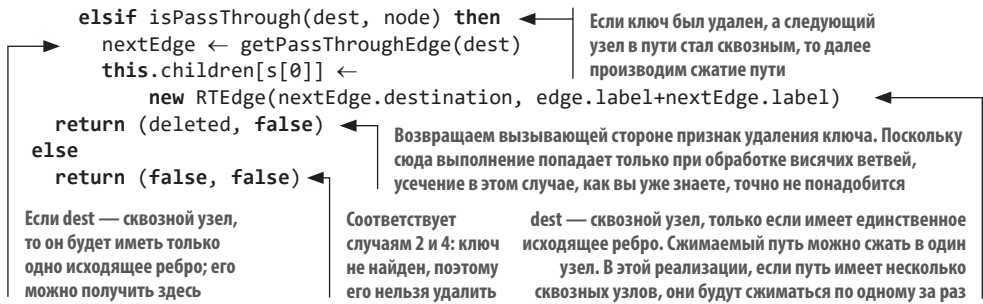 elsif isPassThrough(dest, node) then
Если ключ был удален, а следующий
узел в пути стал сквозным, то далее
производим сжатие пути
nextEdge ← getPassThroughEdge(dest)
this.children[s[0]] ←
new RTEdge(nextEdge.destination, edge.label+nextEdge.label)
return (deleted, false)
Возвращаем вызывающей стороне признак удаления ключа. Поскольку
сюда выполнение попадает только при обработке висячих ветвей,
усечение в этом случае, как вы уже знаете, точно не понадобится
else
return (false, false)
Если dest — сквозной узел,
то он будет иметь только
одно исходящее ребро; его
можно получить здесь
Соответствует
случаям 2 и 4: ключ
не найден, поэтому
его нельзя удалить
dest — сквозной узел, только если имеет единственное
исходящее ребро. Сжимаемый путь можно сжать в один
узел. В этой реализации, если путь имеет несколько
сквозных узлов, они будут сжиматься по одному за раз